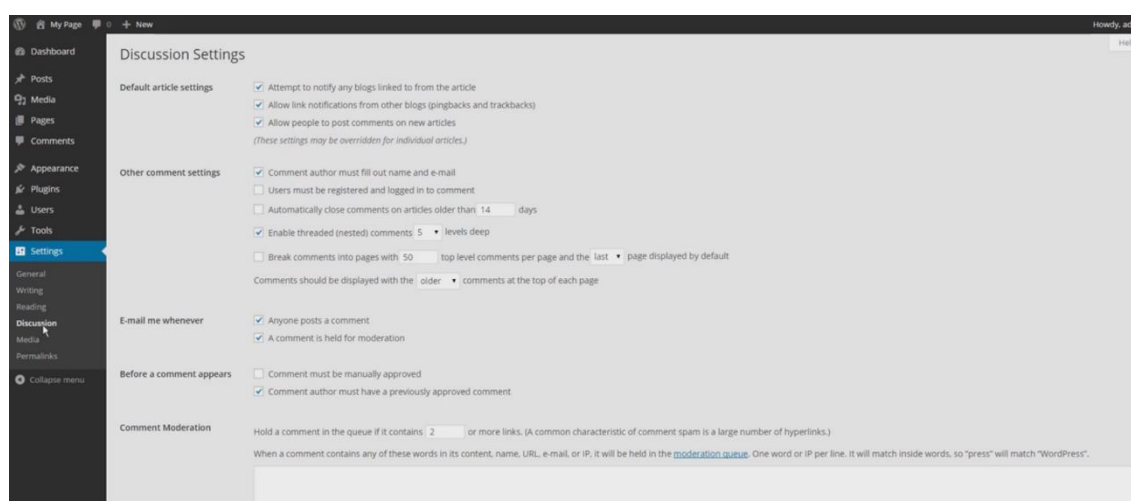 My Page 0 + New Howdy, ad
Hel
Dashboard
Posts
Media
Pages
Comments
Appearance
Plugins
Users
Tools
Settings
General
Writing
Reading
Discussion
Media
Permalinks
Collapse menu
Discussion Settings
Default article settings
Attempt to notify any blogs linked to from the article
Allow link notifications from other blogs (pingbacks and trackbacks)
Allow people to post comments on new articles
(These settings may be overridden for individual articles.)
Other comment settings
Comment author must fill out name and e-mail
Users must be registered and logged in to comment
Automatically close comments on articles older than 14 days
Enable threaded (nested) comments 5 levels deep
Break comments into pages with 50 top level comments per page and the last page displayed by default
Comments should be displayed with the older comments at the top of each page
E-mail me whenever
Anyone posts a comment
A comment is held for moderation
Before a comment appears
Comment must be manually approved
Comment author must have a previously approved comment
Comment Moderation
Hold a comment in the queue if it contains 2 or more links. (A common characteristic of comment spam is a large number of hyperlinks.)
When a comment contains any of these words in its content, name, URL, e-mail, or IP, it will be held in the moderation queue. One word or IP per line. It will match inside words, so "press" will match "WordPress".